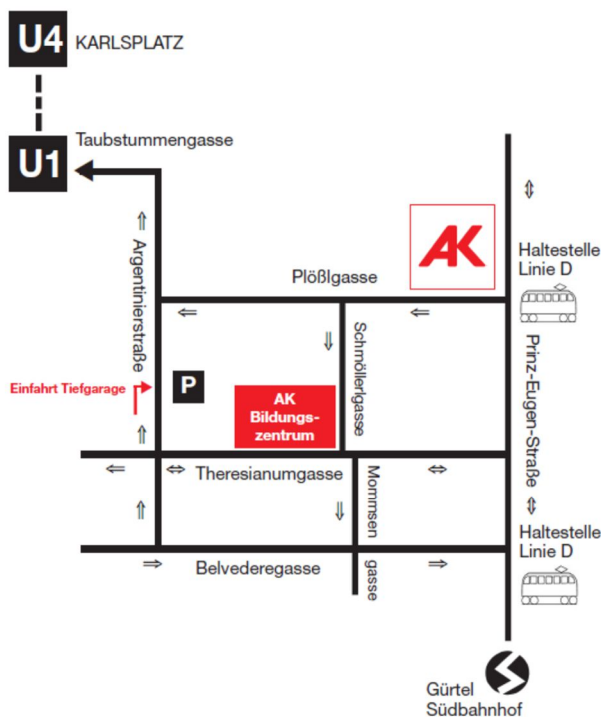 U4 KARLSPLATZ
U1 Taubstummengasse
AK
Haltestelle
Linie D
Plößlgasse
Argentinierstraße
Schmöllerlgasse
Prinz-Eugen-Straße
Einfahrt Tiefgarage
P
AK
Bildungs-
zentrum
Theresianumgasse
Mommsen
gasse
Belvederegasse
Haltestelle
Linie D
Gürtel
Südbahnhof